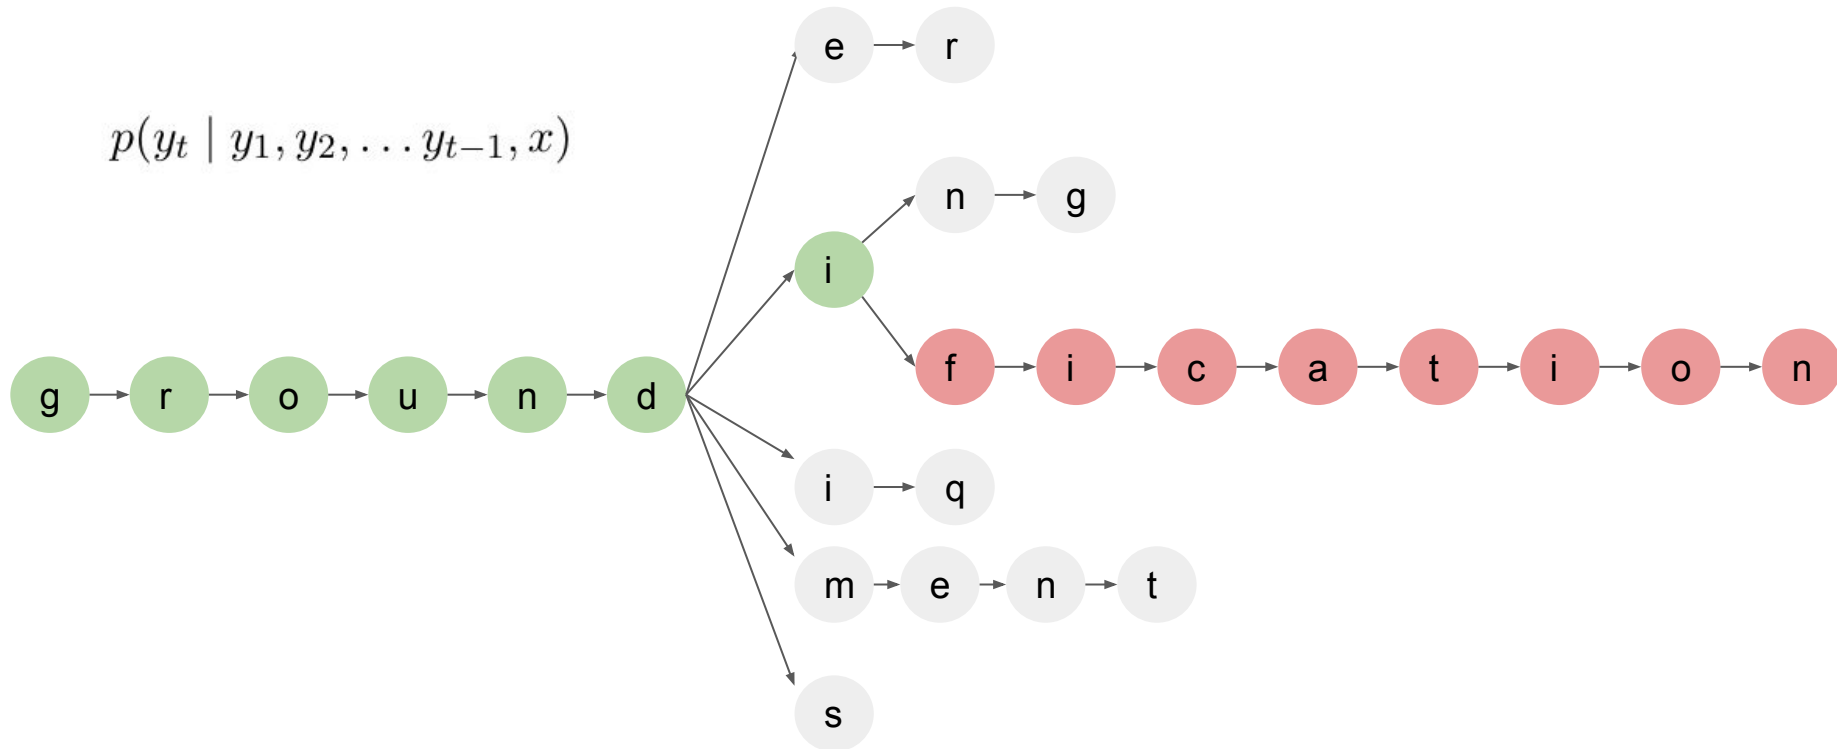 e r
p(y_t | y_1, y_2, ... y_{t-1}, x)
n g
i
f i c a t i o n
g r o u n d
i q
m e n t
s